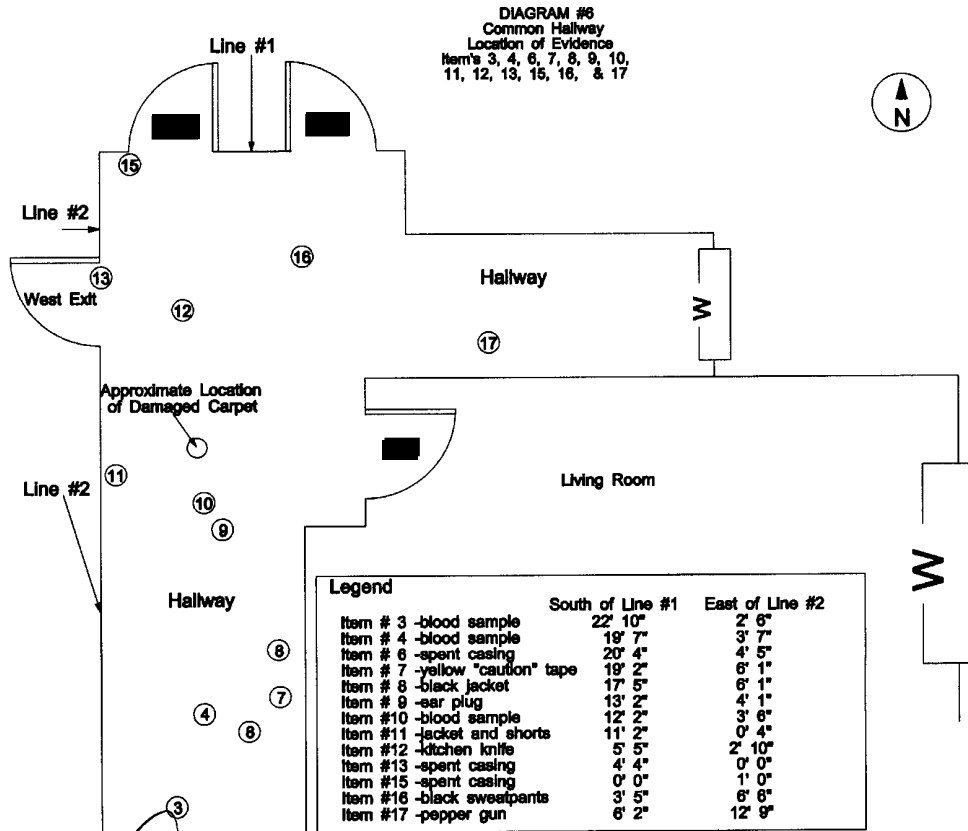 DIAGRAM #6
Common Hallway
Location of Evidence
Item's 3, 4, 6, 7, 8, 9, 10,
11, 12, 13, 15, 16, & 17
Line #1
N
15
Line #2
16
13
West Exit
Hallway
12
W
17
Approximate Location
of Damaged Carpet
11
Line #2
Living Room
10
9
W
Hallway
8
7
4
8
3
Legend
South of Line #1 East of Line #2
Item # 3 -blood sample 22' 10" 2' 6"
Item # 4 -blood sample 19' 7" 3' 7"
Item # 6 -spent casing 20' 4" 4' 5"
Item # 7 -yellow "caution" tape 19' 2" 6' 1"
Item # 8 -black jacket 17' 5" 6' 1"
Item # 9 -ear plug 13' 2" 4' 1"
Item #10 -blood sample 12' 2" 3' 6"
Item #11 -jacket and shorts 11' 2" 0' 4"
Item #12 -kitchen knife 5' 5" 2' 10"
Item #13 -spent casing 4' 4" 0' 0"
Item #15 -spent casing 0' 0" 1' 0"
Item #16 -black sweatpants 3' 5" 6' 6"
Item #17 -pepper gun 6' 2" 12' 9"